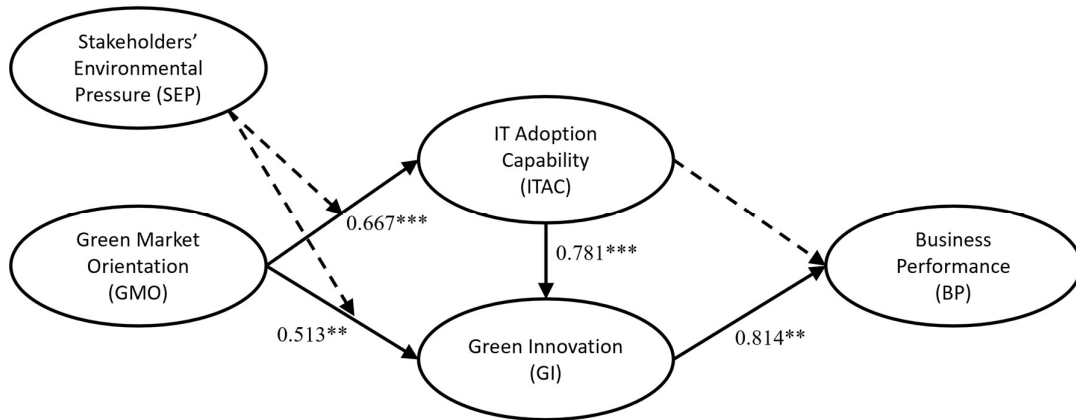 Stakeholders’
Environmental
Pressure (SEP)
IT Adoption
Capability
(ITAC)
0.667***
Green Market
Orientation
(GMO)
0.781***
Business
Performance
(BP)
0.513**
Green Innovation
(GI)
0.814**